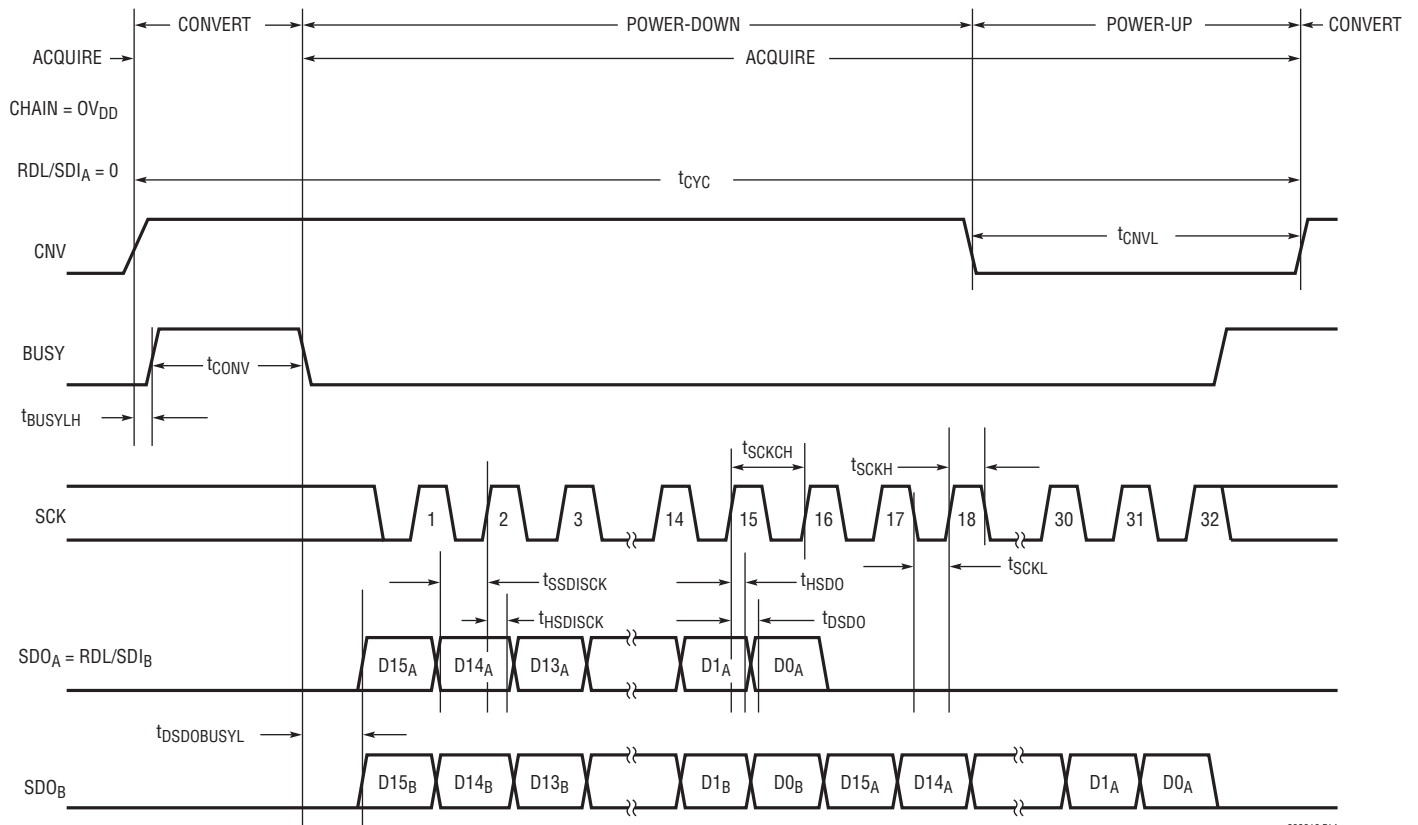 CONVERT POWER-DOWN POWER-UP CONVERT
ACQUIRE ACQUIRE
CHAIN = OVDD
RDL/SDIA = 0
tCYC
CNV tCNVL
BUSY tCONV
tBUSYLH
tSCKCH tSCKH
SCK 1 2 3 14 15 16 17 18 30 31 32
tSSDISCK tHSDO tSCKL
tHSDISCK tDSDO
SDOA = RDL/SDIB D15A D14A D13A D1A D0A
tDSDOBUSYL
SDOB D15B D14B D13B D1B D0B D15A D14A D1A D0A